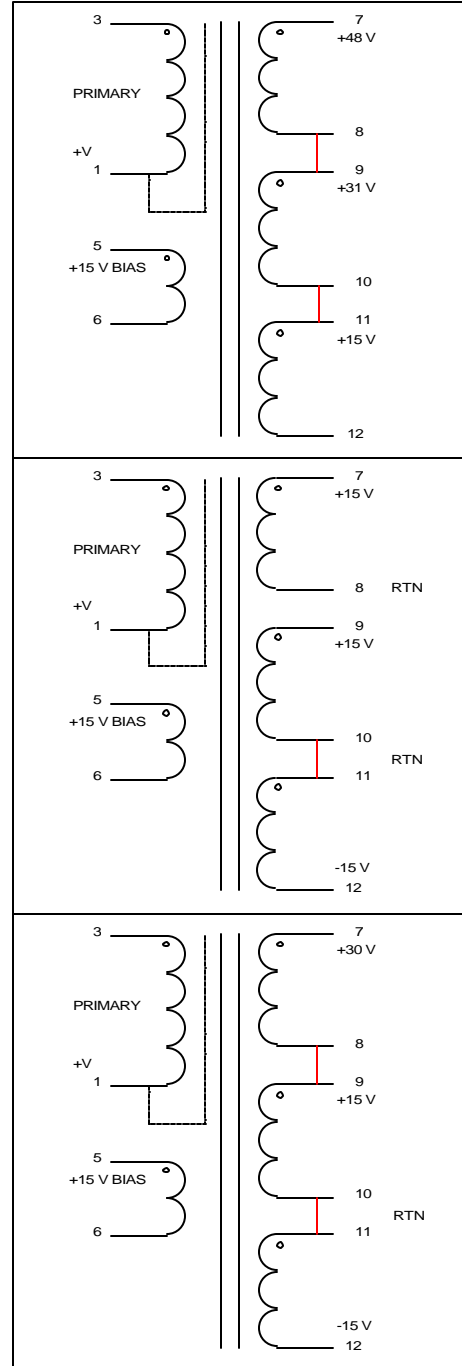 3
7
+48 V
PRIMARY
8
+V
1
9
+31 V
5
+15 V BIAS
10
6
11
+15 V
12
3
7
+15 V
PRIMARY
8 RTN
+V
1
9
+15 V
5
+15 V BIAS
10
RTN
6
11
-15 V
12
3
7
+30 V
PRIMARY
8
+V
1
9
+15 V
5
+15 V BIAS
10
RTN
6
11
-15 V
12